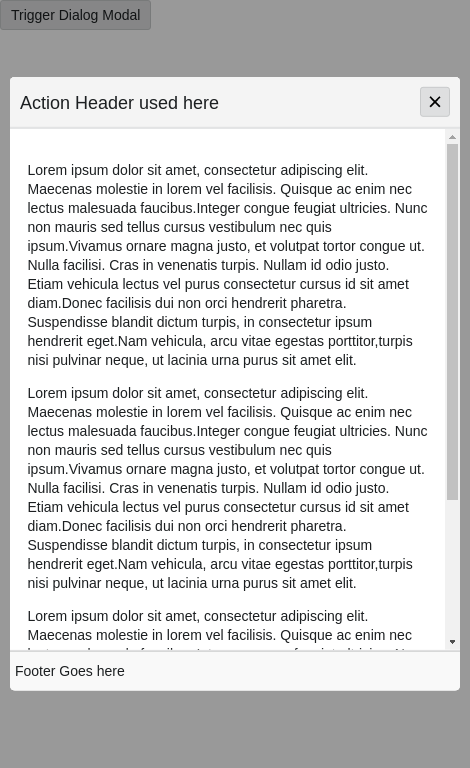 Trigger Dialog Modal
Action Header used here
Lorem ipsum dolor sit amet, consectetur adipiscing elit.
Maecenas molestie in lorem vel facilisis. Quisque ac enim nec
lectus malesuada faucibus.Integer congue feugiat ultricies. Nunc
non mauris sed tellus cursus vestibulum nec quis
ipsum.Vivamus ornare magna justo, et volutpat tortor congue ut.
Nulla facilisi. Cras in venenatis turpis. Nullam id odio justo.
Etiam vehicula lectus vel purus consectetur cursus id sit amet
diam.Donec facilisis dui non orci hendrerit pharetra.
Suspendisse blandit dictum turpis, in consectetur ipsum
hendrerit eget.Nam vehicula, arcu vitae egestas porttitor,turpis
nisi pulvinar neque, ut lacinia urna purus sit amet elit.
Lorem ipsum dolor sit amet, consectetur adipiscing elit.
Maecenas molestie in lorem vel facilisis. Quisque ac enim nec
lectus malesuada faucibus.Integer congue feugiat ultricies. Nunc
non mauris sed tellus cursus vestibulum nec quis
ipsum.Vivamus ornare magna justo, et volutpat tortor congue ut.
Nulla facilisi. Cras in venenatis turpis. Nullam id odio justo.
Etiam vehicula lectus vel purus consectetur cursus id sit amet
diam.Donec facilisis dui non orci hendrerit pharetra.
Suspendisse blandit dictum turpis, in consectetur ipsum
hendrerit eget.Nam vehicula, arcu vitae egestas porttitor,turpis
nisi pulvinar neque, ut lacinia urna purus sit amet elit.
Lorem ipsum dolor sit amet, consectetur adipiscing elit.
Maecenas molestie in lorem vel facilisis. Quisque ac enim nec
Footer Goes here